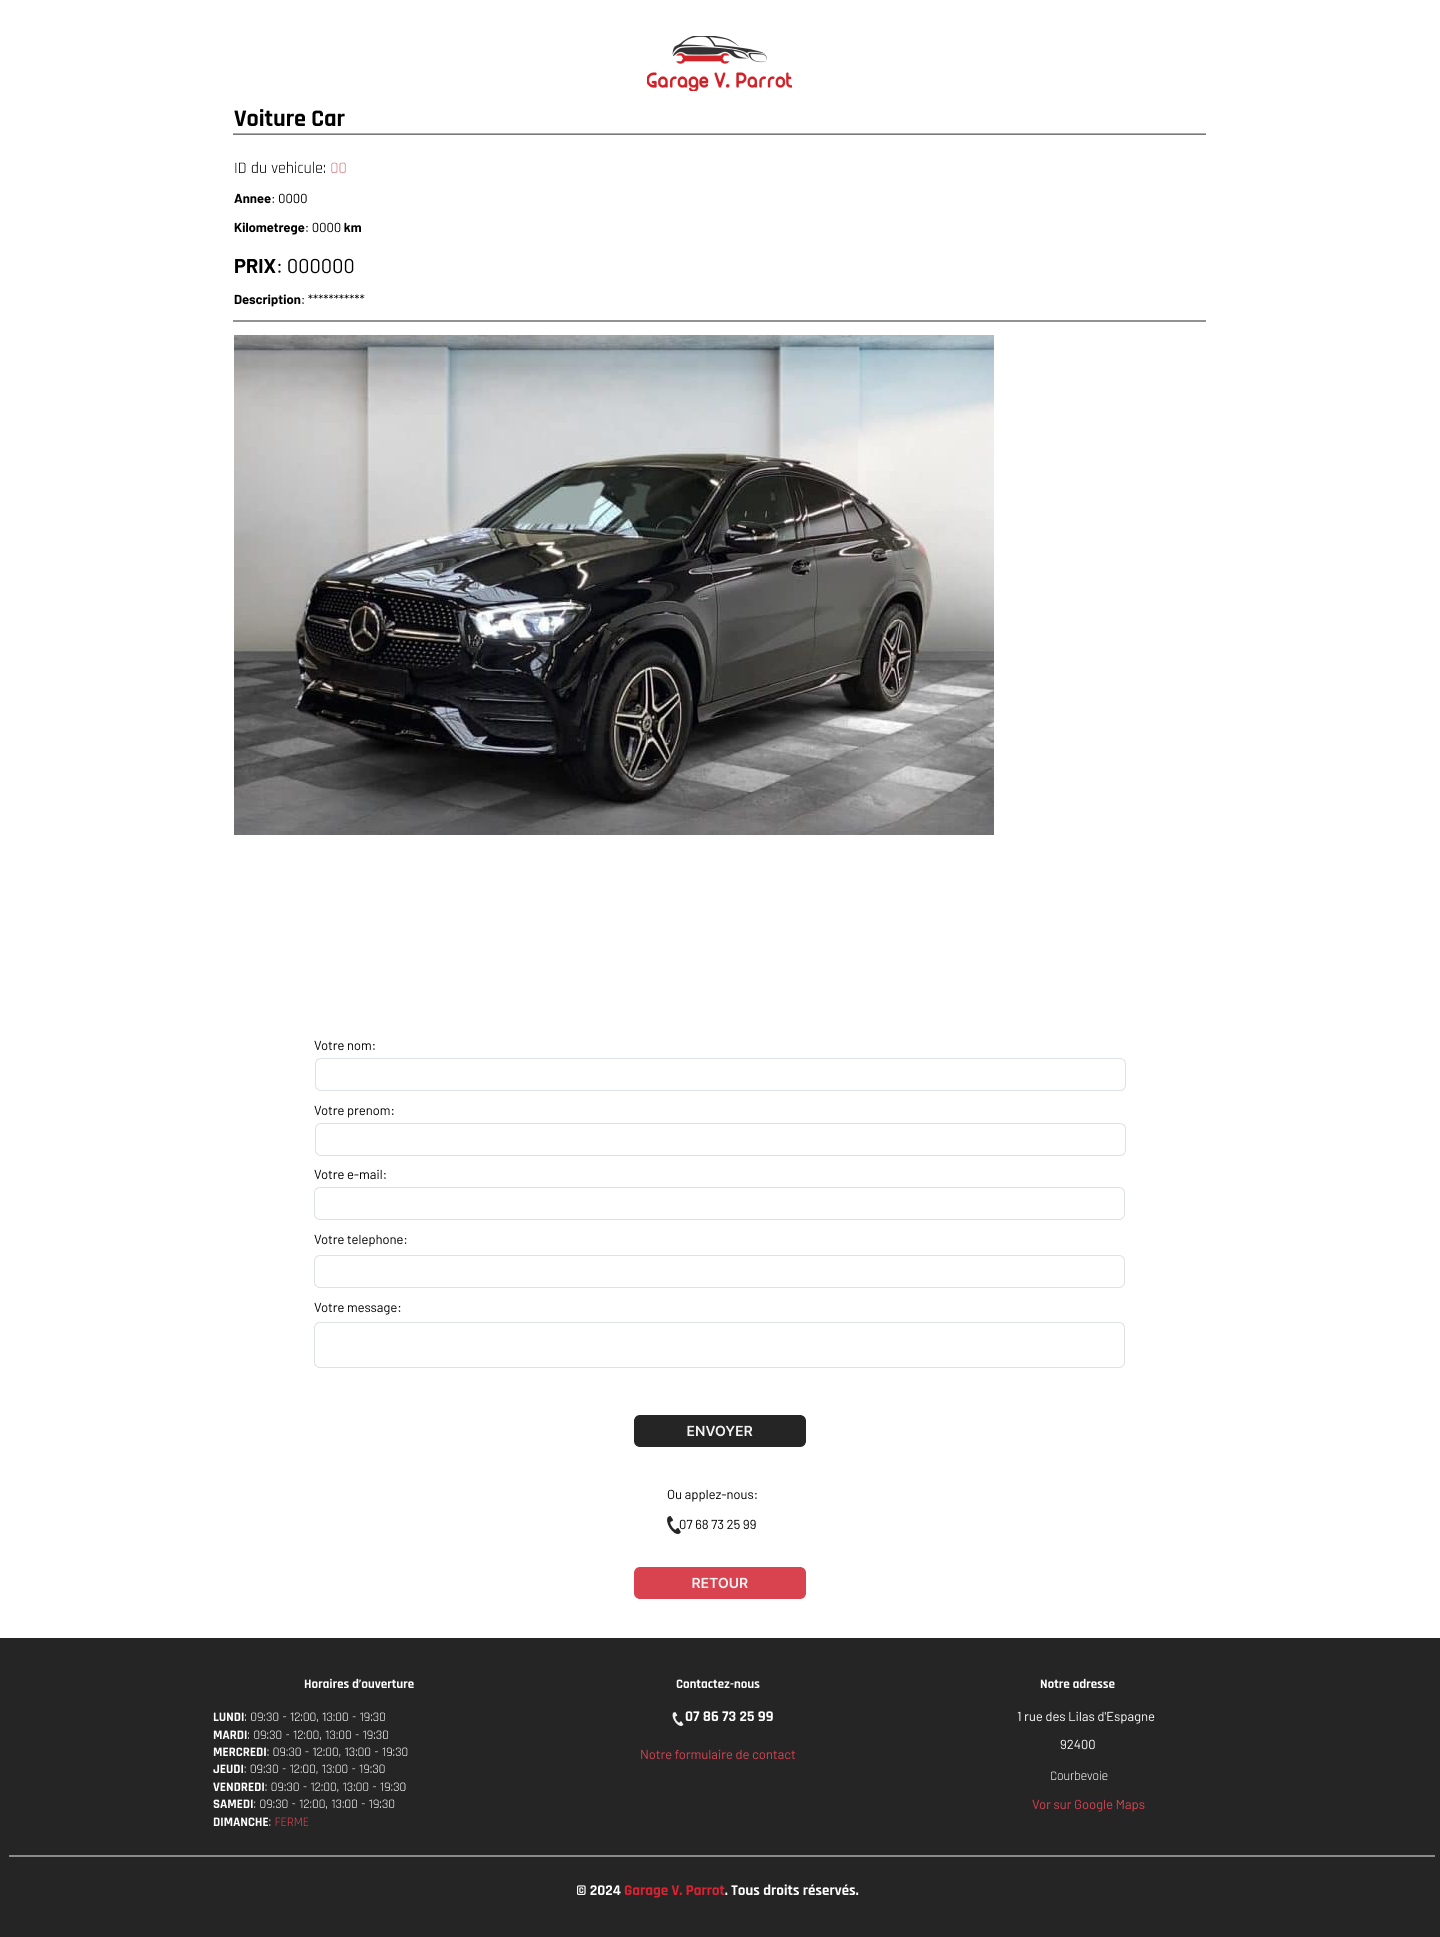 Garage V. Parrot
Voiture Car
ID du vehicule: 00
Annee: 0000
Kilometrege: 0000 km
PRIX: 000000
Description: ***********
Votre nom:
Votre prenom:
Votre e-mail:
Votre telephone:
Votre message:
ENVOYER
Ou applez-nous:
07 68 73 25 99
RETOUR
Horaires d'ouverture
LUNDI: 09:30 - 12:00, 13:00 - 19:30
MARDI: 09:30 - 12:00, 13:00 - 19:30
MERCREDI: 09:30 - 12:00, 13:00 - 19:30
JEUDI: 09:30 - 12:00, 13:00 - 19:30
VENDREDI: 09:30 - 12:00, 13:00 - 19:30
SAMEDI: 09:30 - 12:00, 13:00 - 19:30
DIMANCHE: FERMÉ
Contactez-nous
07 86 73 25 99
Notre formulaire de contact
Notre adresse
1 rue des Lilas d'Espagne
92400
Courbevoie
Vor sur Google Maps
© 2024 Garage V. Parrot. Tous droits réservés.